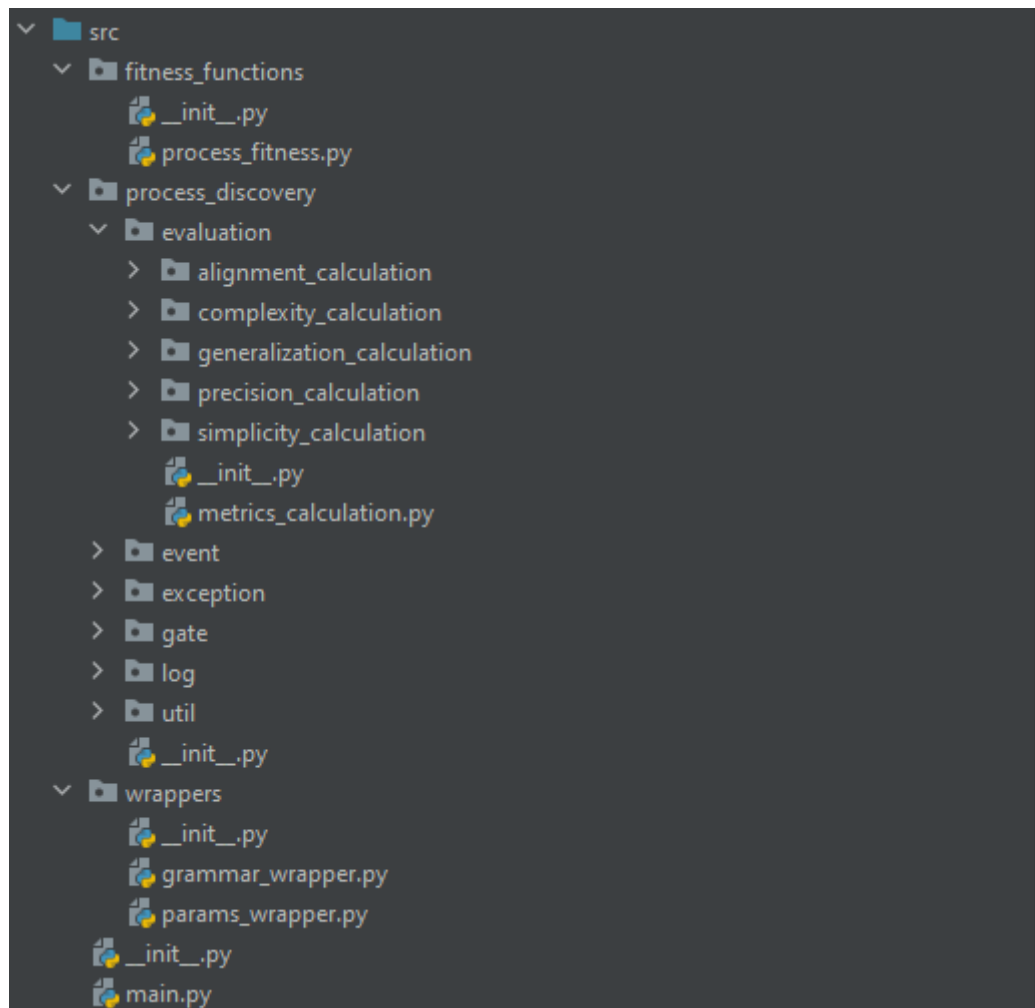 src
fitness_functions
__init__.py
process_fitness.py
process_discovery
evaluation
alignment_calculation
complexity_calculation
generalization_calculation
precision_calculation
simplicity_calculation
__init__.py
metrics_calculation.py
event
exception
gate
log
util
__init__.py
wrappers
__init__.py
grammar_wrapper.py
params_wrapper.py
__init__.py
main.py